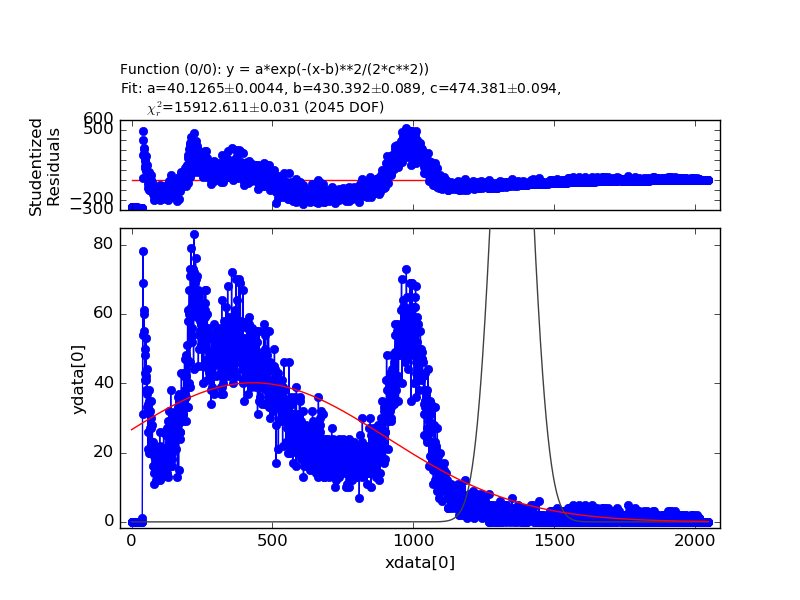 Function (0/0): y = a*exp(-(x-b)**2/(2*c**2))
Fit: a=40.1265±0.0044, b=430.392±0.089, c=474.381±0.094,
χ²ᵣ=15912.611±0.031 (2045 DOF)
Studentized
Residuals
600
500
−200
−300
ydata[0]
80
60
40
20
0
0 500 1000 1500 2000
xdata[0]